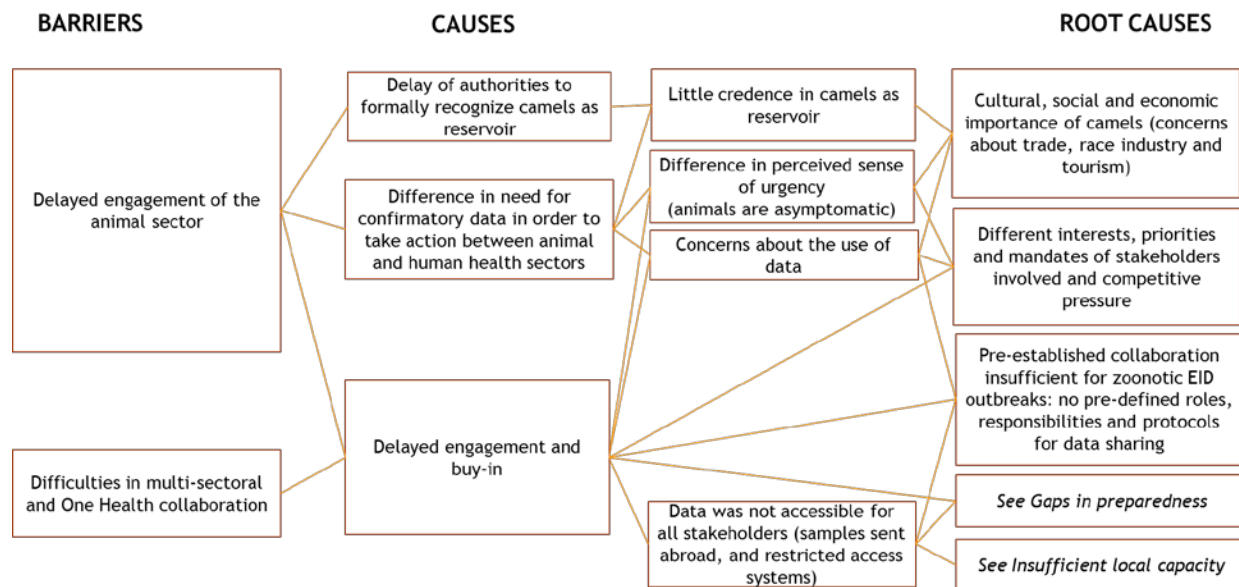 BARRIERS
CAUSES
ROOT CAUSES
Delayed engagement of the
animal sector
Difficulties in multi-sectoral
and One Health collaboration
Delay of authorities to
formally recognize camels as
reservoir
Difference in need for
confirmatory data in order to
take action between animal
and human health sectors
Delayed engagement and
buy-in
Little credence in camels as
reservoir
Difference in perceived sense
of urgency
(animals are asymptomatic)
Concerns about the use of
data
Data was not accessible for
all stakeholders (samples sent
abroad, and restricted access
systems)
Cultural, social and economic
importance of camels (concerns
about trade, race industry and
tourism)
Different interests, priorities
and mandates of stakeholders
involved and competitive
pressure
Pre-established collaboration
insufficient for zoonotic EID
outbreaks: no pre-defined roles,
responsibilities and protocols
for data sharing
See Gaps in preparedness
See Insufficient local capacity